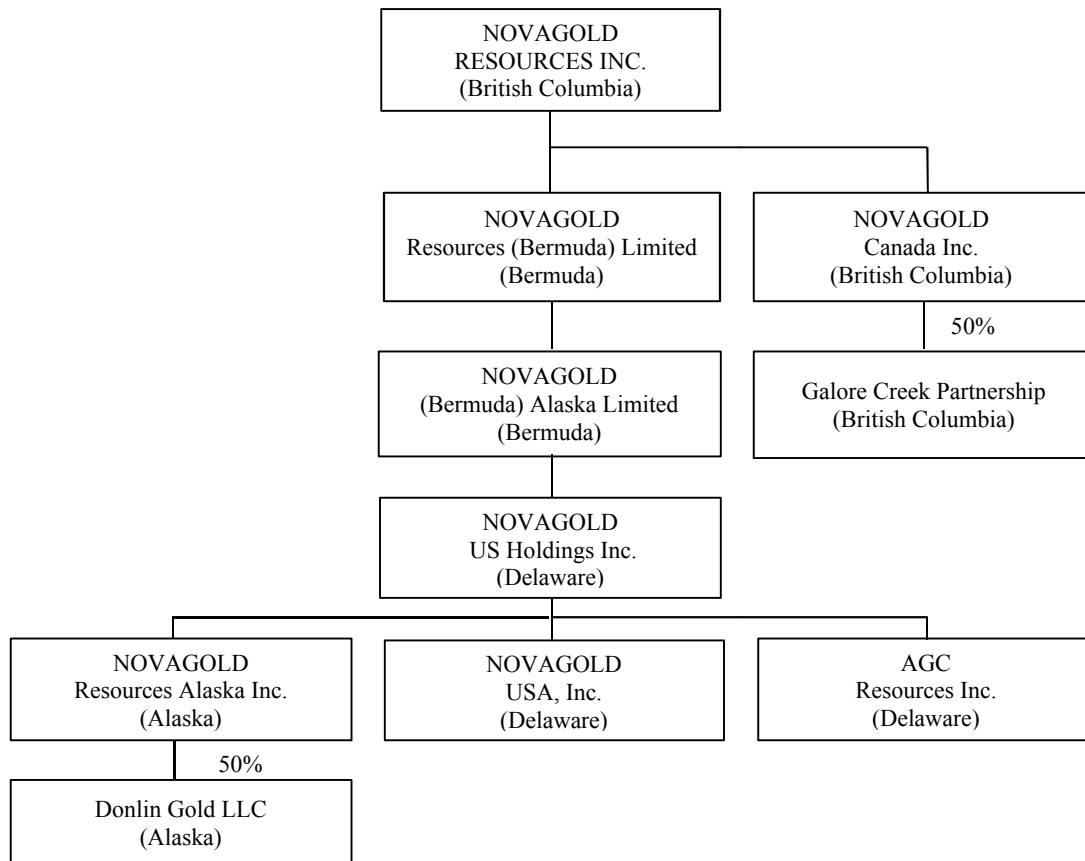 NOVAGOLD
RESOURCES INC.
(British Columbia)
NOVAGOLD
Resources (Bermuda) Limited
(Bermuda)
NOVAGOLD
Canada Inc.
(British Columbia)
50%
NOVAGOLD
(Bermuda) Alaska Limited
(Bermuda)
Galore Creek Partnership
(British Columbia)
NOVAGOLD
US Holdings Inc.
(Delaware)
NOVAGOLD
Resources Alaska Inc.
(Alaska)
NOVAGOLD
USA, Inc.
(Delaware)
AGC
Resources Inc.
(Delaware)
50%
Donlin Gold LLC
(Alaska)